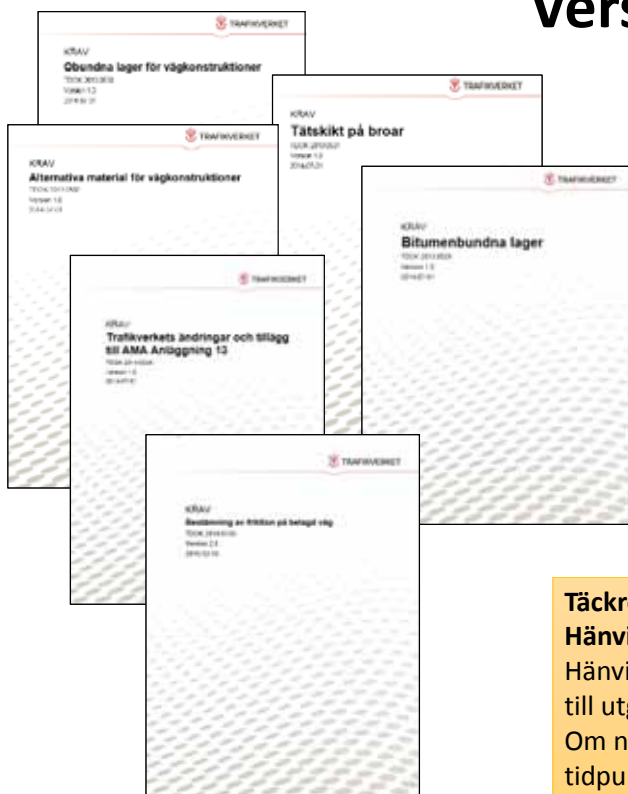 vers
TRAFIKVERKET
KRAV
Obundna lager för vägkonstruktioner
TRAFIKVERKET
KRAV
Tätskikt på broar
TRAFIKVERKET
KRAV
Alternativa material för vägkonstruktioner
TRAFIKVERKET
KRAV
Bitumenbundna lager
TRAFIKVERKET
KRAV
Trafikverkets ändringar och tillägg
till AMA Anläggning 13
TRAFIKVERKET
KRAV
Bestämning av friktion på belagd väg
Täckr
Hänvi
Hänvi
till utg
Om n
tidpu